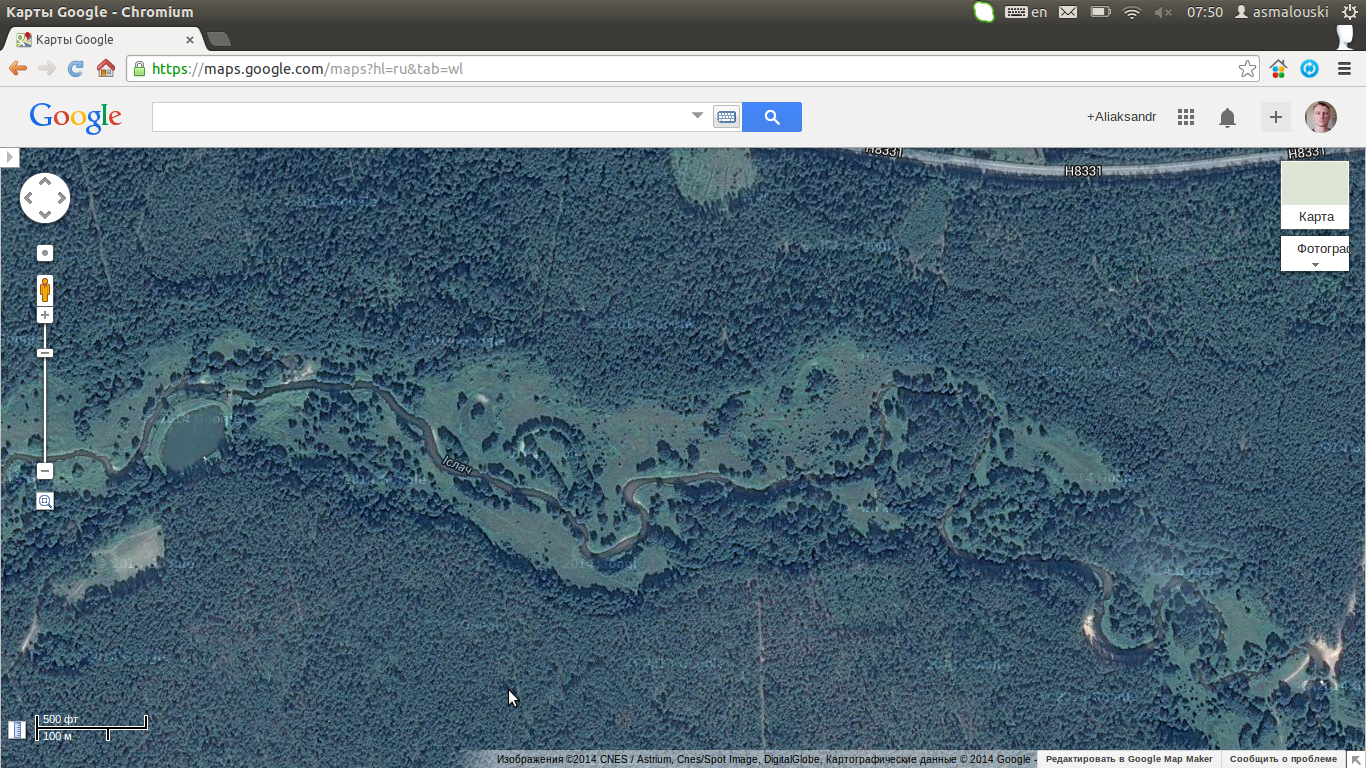 Карты Google - Chromium
en
07:50
asmalouski
Карты Google
https://maps.google.com/maps?hl=ru&tab=wl
Google
+Aliaksandr
H8331
H8331
H8331
Карта
Фотограф
Іслач
500 фт
100 м
Изображения ©2014 CNES / Astrium, Cnes/Spot Image, DigitalGlobe, Картографические данные © 2014 Google -
Редактировать в Google Map Maker
Сообщить о проблеме